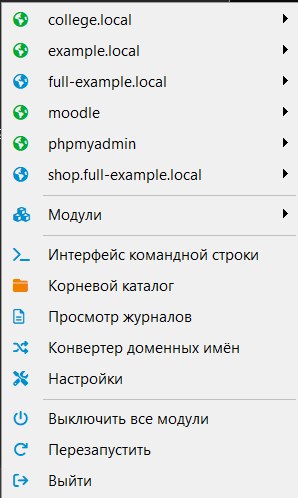 college.local
example.local
full-example.local
moodle
phpmyadmin
shop.full-example.local
Модули
Интерфейс командной строки
Корневой каталог
Просмотр журналов
Конвертер доменных имён
Настройки
Выключить все модули
Перезапустить
Выйти